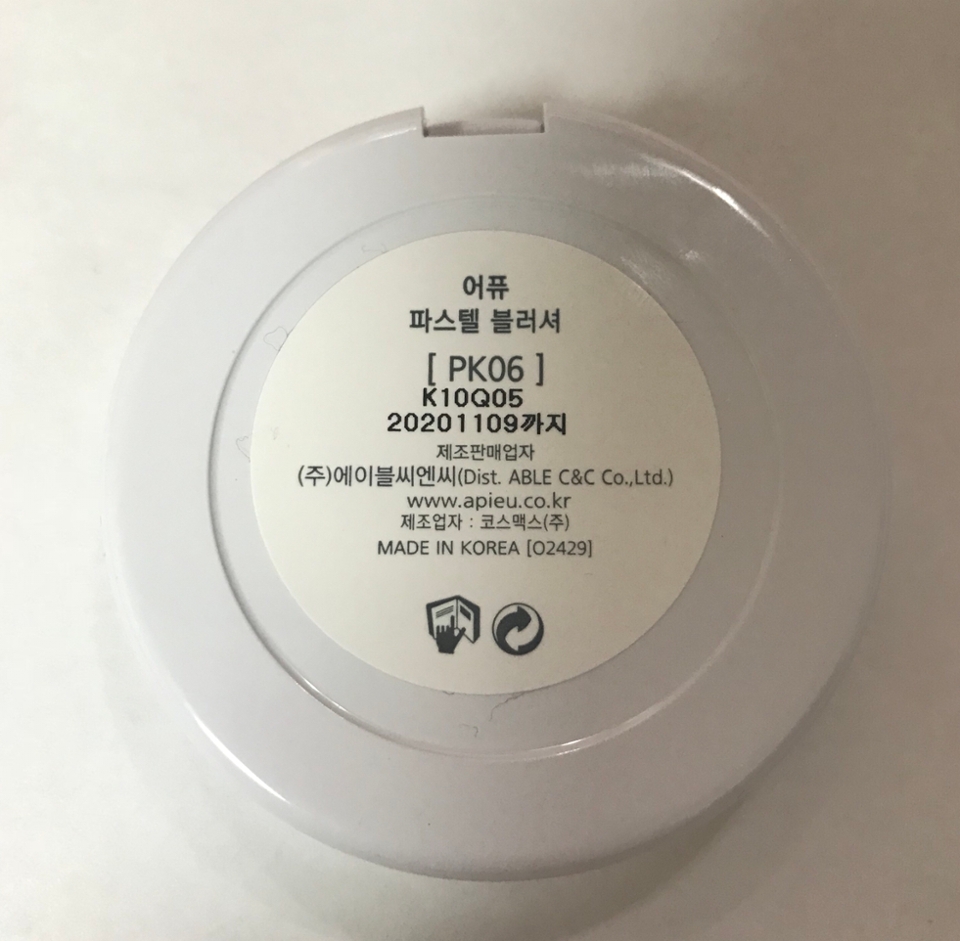 어퓨
파스텔 블러셔
[ PK06 ]
K10Q05
20201109까지
제조판매업자
(주)에이블씨엔씨(Dist. ABLE C&C Co.,Ltd.)
www.apieu.co.kr
제조업자 : 코스맥스(주)
MADE IN KOREA [O2429]